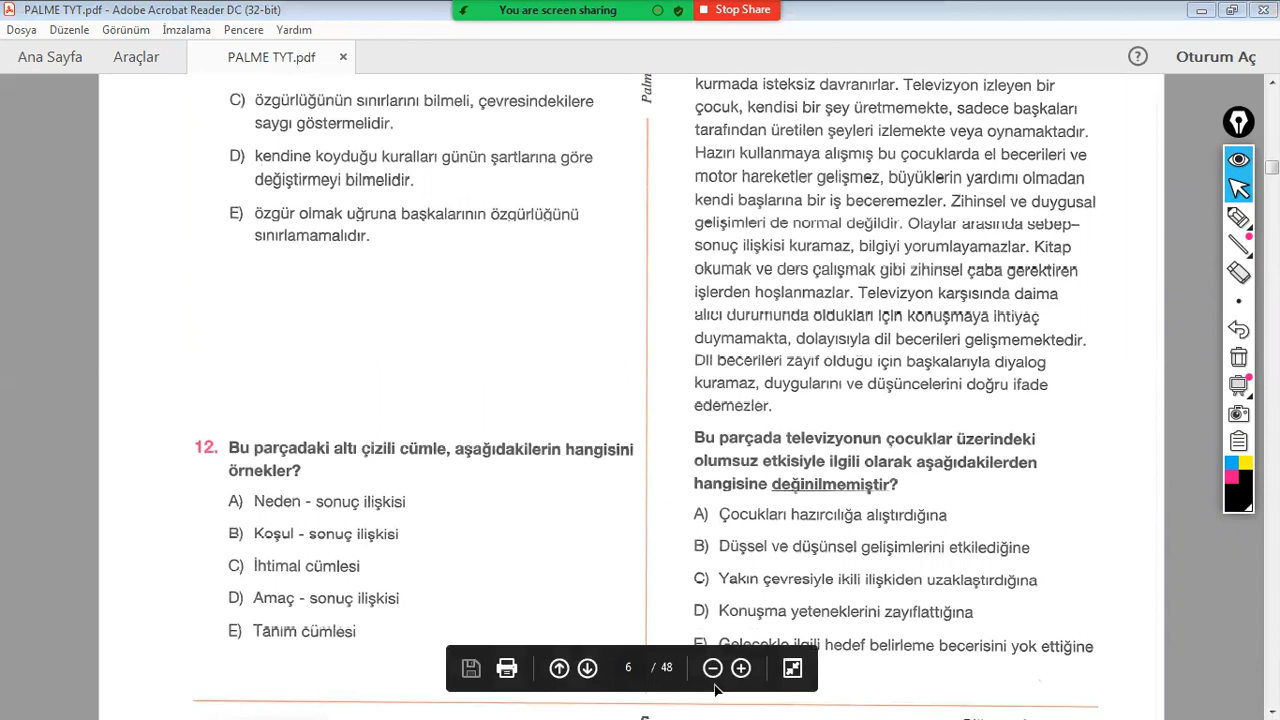 PALME TYT.pdf - Adobe Acrobat Reader DC (32-bit)
You are screen sharing
Stop Share
Dosya Düzenle Görünüm İmzalama Pencere Yardım
Ana Sayfa Araçlar PALME TYT.pdf × ? Oturum Aç
C) özgürlüğünün sınırlarını bilmeli, çevresindekilere
saygı göstermelidir.
D) kendine koyduğu kuralları günün şartlarına göre
değiştirmeyi bilmelidir.
E) özgür olmak uğruna başkalarının özgürlüğünü
sınırlamamalıdır.
12. Bu parçadaki altı çizili cümle, aşağıdakilerin hangisini
örnekler?
A) Neden - sonuç ilişkisi
B) Koşul - sonuç ilişkisi
C) İhtimal cümlesi
D) Amaç - sonuç ilişkisi
E) Tanım cümlesi
Palm
kurmada isteksiz davranırlar. Televizyon izleyen bir
çocuk, kendisi bir şey üretmemekte, sadece başkaları
tarafından üretilen şeyleri izlemekte veya oynamaktadır.
Hazırı kullanmaya alışmış bu çocuklarda el becerileri ve
motor hareketler gelişmez, büyüklerin yardımı olmadan
kendi başlarına bir iş beceremezler. Zihinsel ve duygusal
gelişimleri de normal değildir. Olaylar arasında sebep–
sonuç ilişkisi kuramaz, bilgiyi yorumlayamazlar. Kitap
okumak ve ders çalışmak gibi zihinsel çaba gerektiren
işlerden hoşlanmazlar. Televizyon karşısında daima
alıcı durumunda oldukları için konuşmaya ihtiyaç
duymamakta, dolayısıyla dil becerileri gelişmemektedir.
Dil becerileri zayıf olduğu için başkalarıyla diyalog
kuramaz, duygularını ve düşüncelerini doğru ifade
edemezler.
Bu parçada televizyonun çocuklar üzerindeki
olumsuz etkisiyle ilgili olarak aşağıdakilerden
hangisine değinilmemiştir?
A) Çocukları hazırcılığa alıştırdığına
B) Düşsel ve düşünsel gelişimlerini etkilediğine
C) Yakın çevresiyle ikili ilişkiden uzaklaştırdığına
D) Konuşma yeteneklerini zayıflattığına
E) Gelecekle ilgili hedef belirleme becerisini yok ettiğine
6 / 48